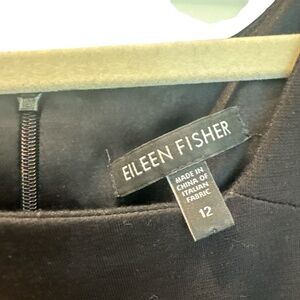 EILEEN FISHER
MADE IN
CHINA OF
ITALIAN
FABRIC
12